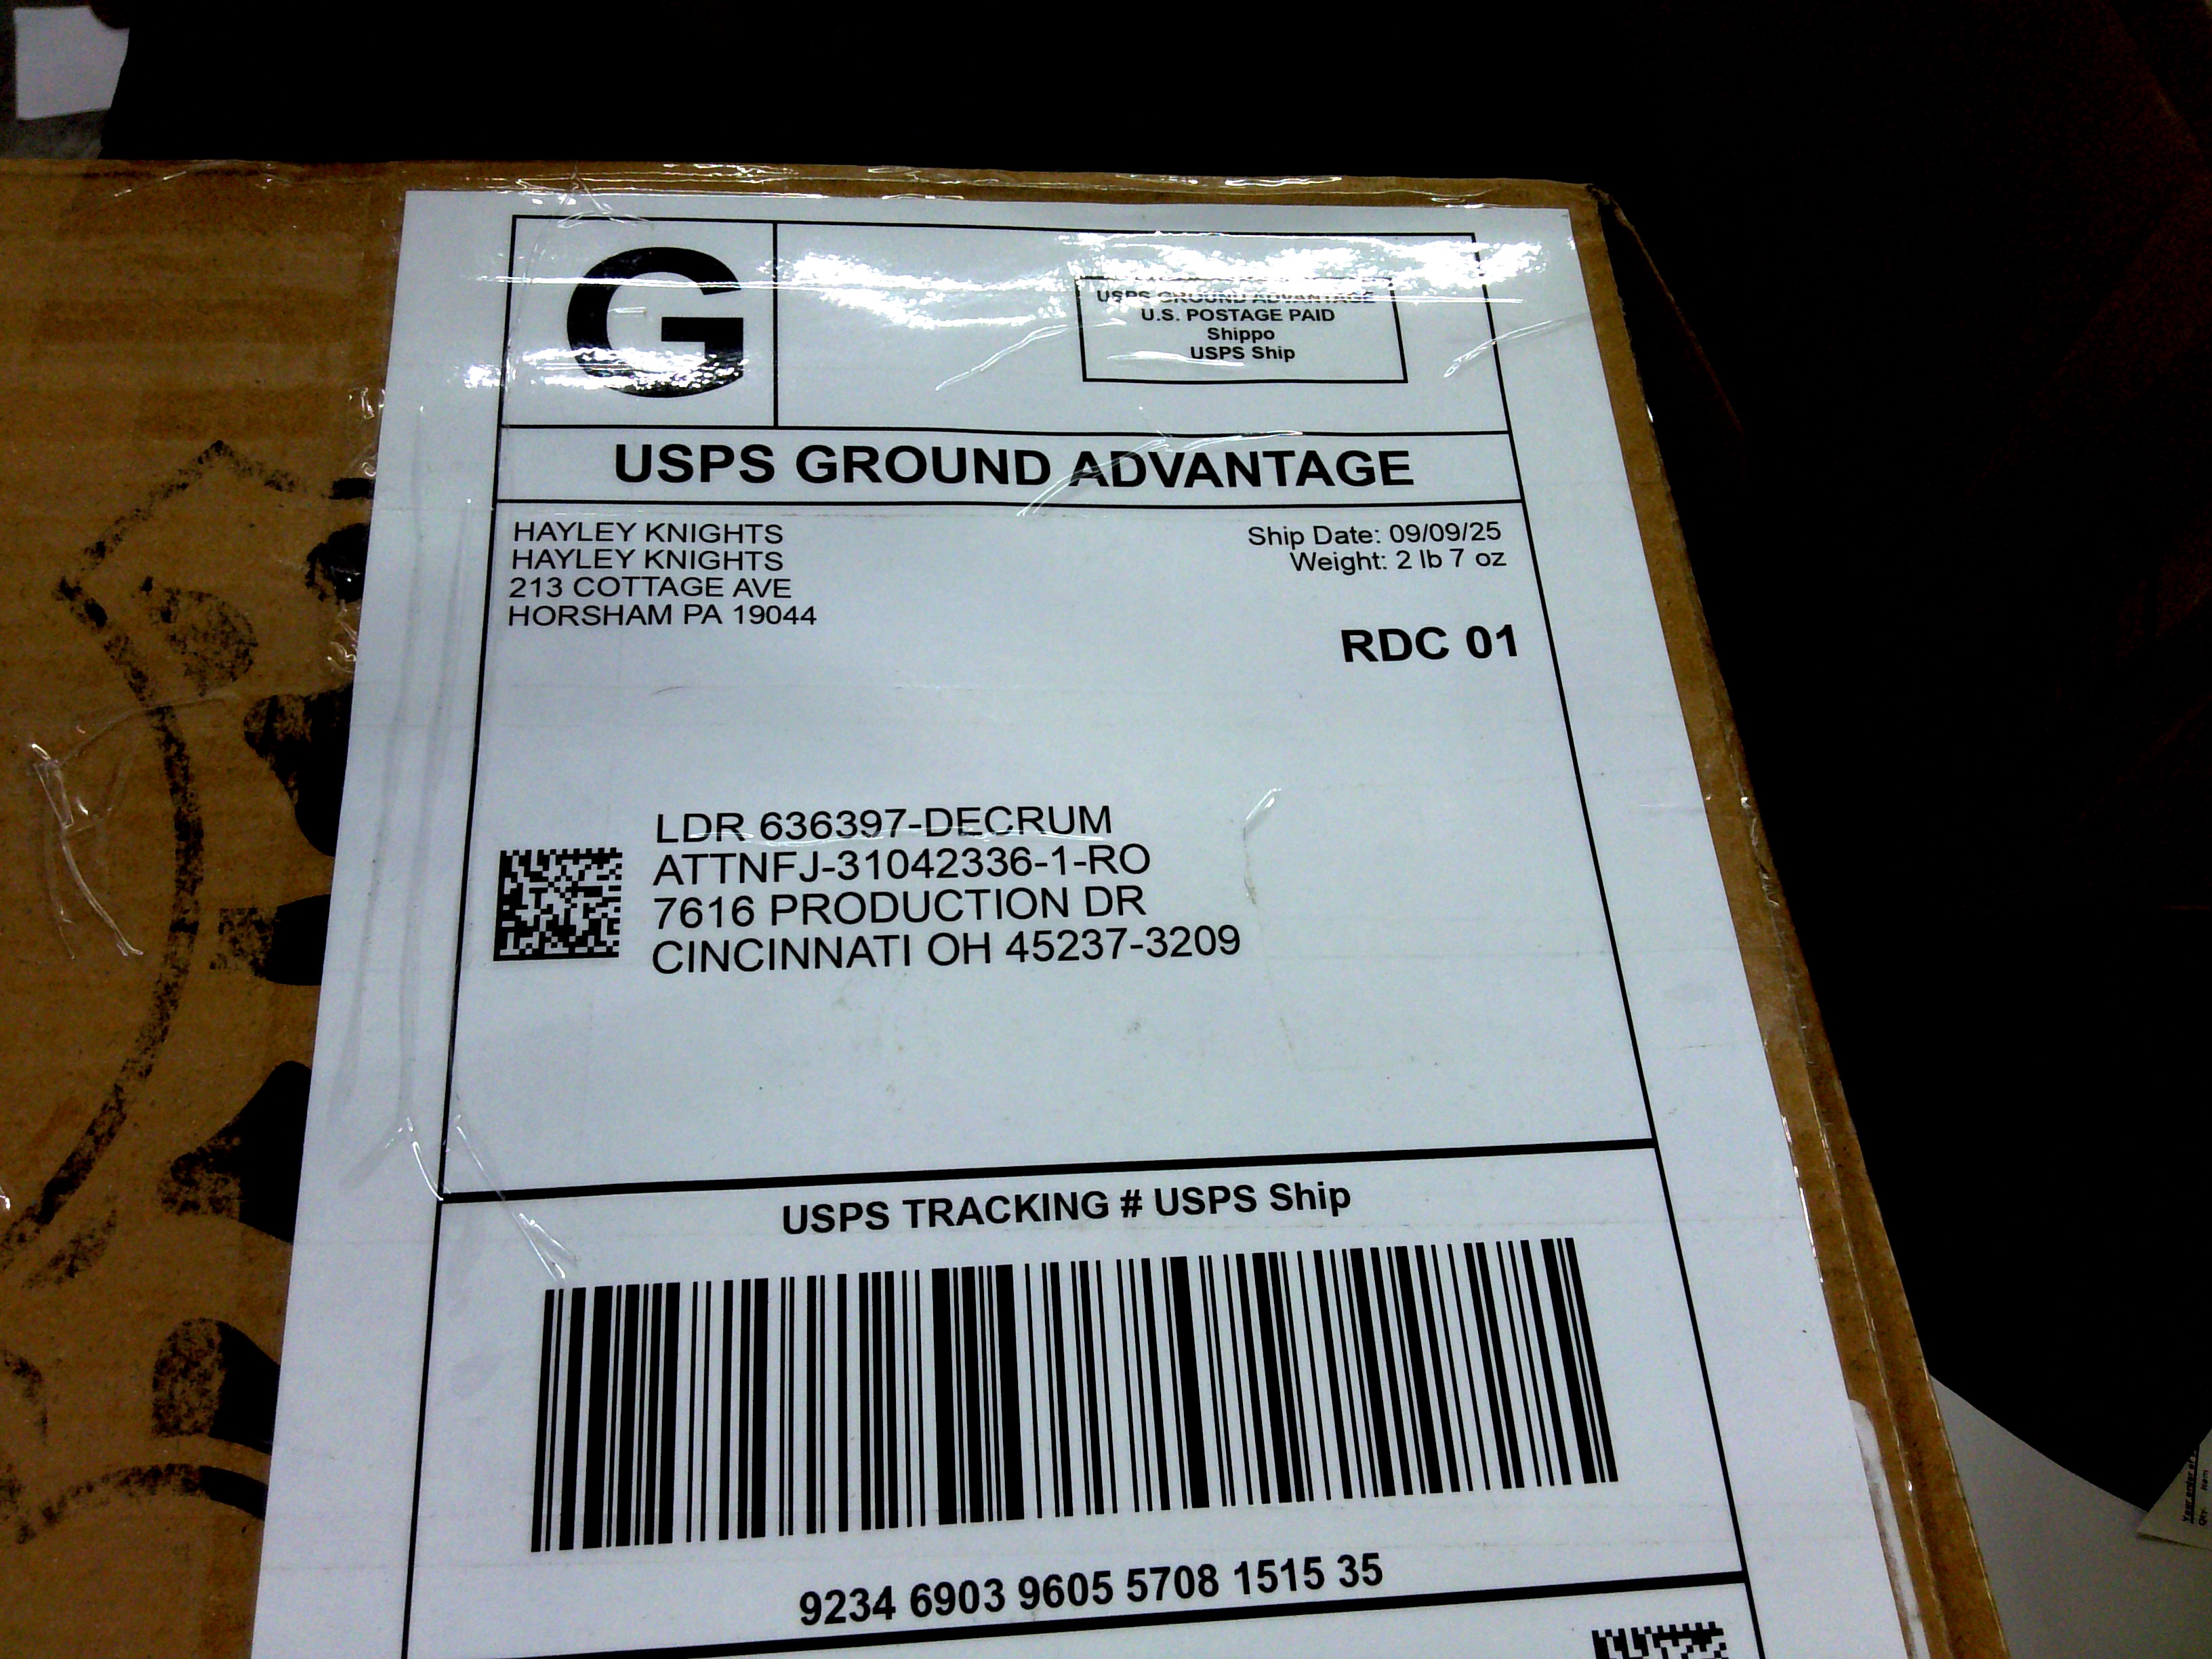 G
USPS GROUND ADVANTAGE
U.S. POSTAGE PAID
Shippo
USPS Ship
USPS GROUND ADVANTAGE
HAYLEY KNIGHTS
HAYLEY KNIGHTS
213 COTTAGE AVE
HORSHAM PA 19044
Ship Date: 09/09/25
Weight: 2 lb 7 oz
RDC 01
LDR 636397-DECRUM
ATTNFJ-31042336-1-RO
7616 PRODUCTION DR
CINCINNATI OH 45237-3209
USPS TRACKING # USPS Ship
9234 6903 9605 5708 1515 35